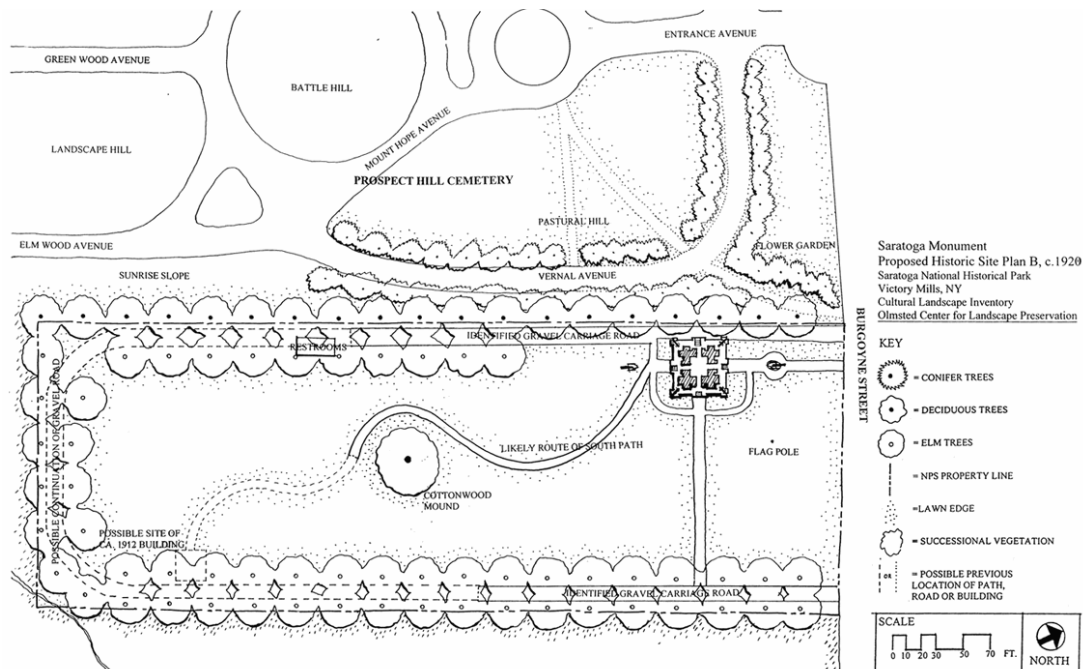 ENTRANCE AVENUE
GREEN WOOD AVENUE
BATTLE HILL
MOUNT HOPE AVENUE
LANDSCAPE HILL
PROSPECT HILL CEMETERY
PASTURAL HILL
ELM WOOD AVENUE
FLOWER GARDEN
SUNRISE SLOPE
VERNAL AVENUE
IDENTIFIED GRAVEL CARRIAGE ROAD
RESTROOMS
BURGOYNE STREET
POSSIBLE CONTINUATION OF GRAVEL ROAD
LIKELY ROUTE OF SOUTH PATH
FLAG POLE
COTTONWOOD
MOUND
POSSIBLE SITE OF
CA. 1912 BUILDING
IDENTIFIED GRAVEL CARRIAGE ROAD
Saratoga Monument
Proposed Historic Site Plan B, c.1920
Saratoga National Historical Park
Victory Mills, NY
Cultural Landscape Inventory
Olmsted Center for Landscape Preservation
KEY
= CONIFER TREES
= DECIDUOUS TREES
= ELM TREES
= NPS PROPERTY LINE
=LAWN EDGE
= SUCCESSIONAL VEGETATION
OR
= POSSIBLE PREVIOUS
LOCATION OF PATH,
ROAD OR BUILDING
SCALE
0 10 20 30 50 70 FT.
NORTH